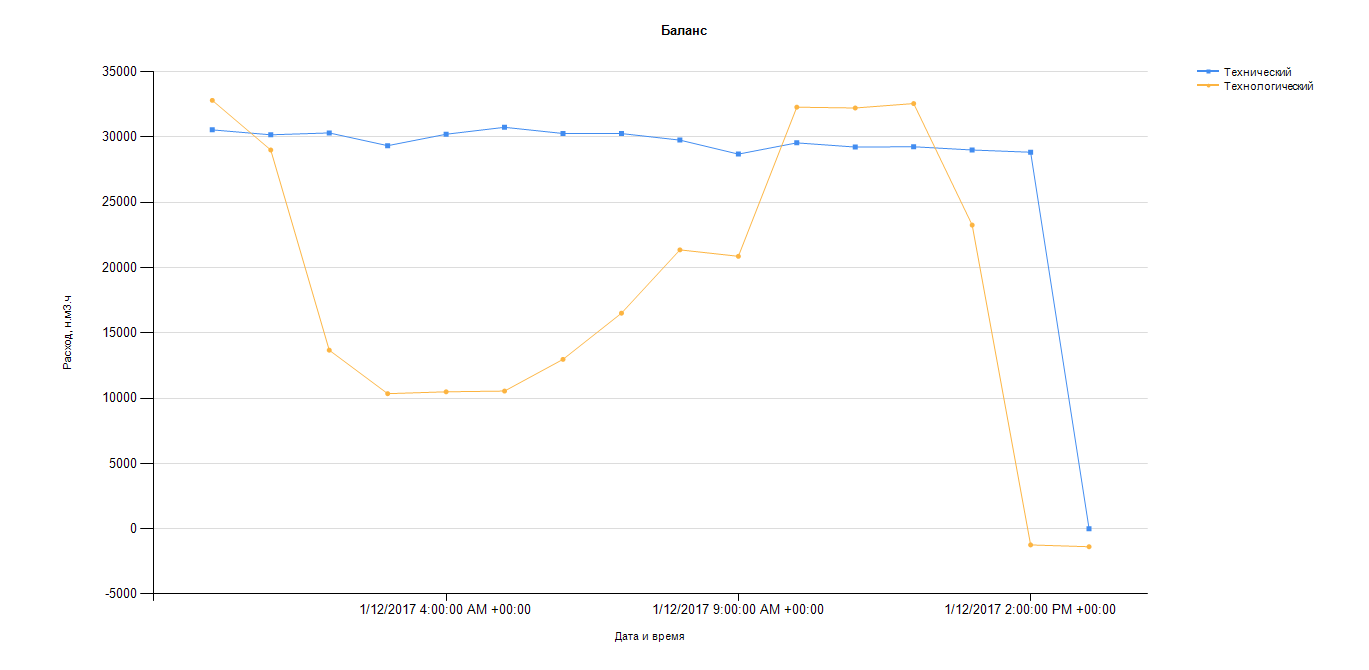 Баланс
Технический
Технологический
35000
30000
25000
20000
15000
10000
5000
0
-5000
Расход, н.м3.ч
1/12/2017 4:00:00 AM +00:00
1/12/2017 9:00:00 AM +00:00
1/12/2017 2:00:00 PM +00:00
Дата и время